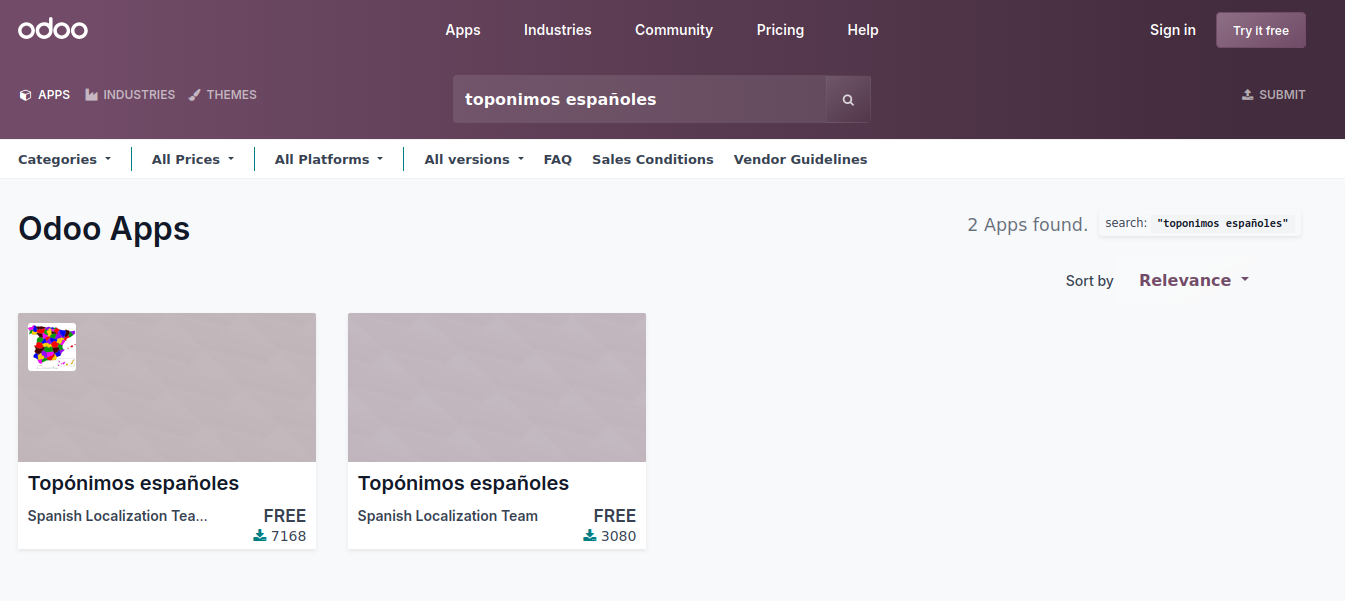 odoo
Apps Industries Community Pricing Help Sign in Try it free
APPS INDUSTRIES THEMES toponimos españoles SUBMIT
Categories All Prices All Platforms All versions FAQ Sales Conditions Vendor Guidelines
Odoo Apps 2 Apps found. search: "toponimos españoles"
Sort by Relevance
Topónimos españoles
Spanish Localization Tea... FREE
7168
Topónimos españoles
Spanish Localization Team FREE
3080